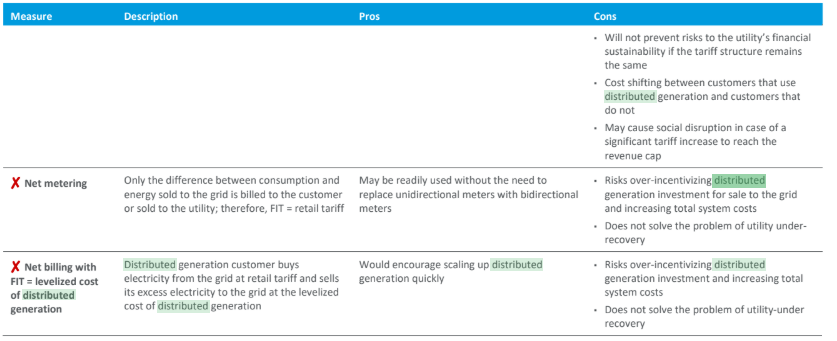 Measure Description Pros Cons
• Will not prevent risks to the utility's financial
sustainability if the tariff structure remains
the same
• Cost shifting between customers that use
distributed generation and customers that
do not
• May cause social disruption in case of a
significant tariff increase to reach the
revenue cap
✗ Net metering
Only the difference between consumption and
energy sold to the grid is billed to the customer
or sold to the utility; therefore, FIT = retail tariff
May be readily used without the need to
replace unidirectional meters with bidirectional
meters
• Risks over-incentivizing distributed
generation investment for sale to the grid
and increasing total system costs
• Does not solve the problem of utility under-
recovery
✗ Net billing with
FIT = levelized cost
of distributed
generation
Distributed generation customer buys
electricity from the grid at retail tariff and sells
its excess electricity to the grid at the levelized
cost of distributed generation
Would encourage scaling up distributed
generation quickly
• Risks over-incentivizing distributed
generation investment and increasing total
system costs
• Does not solve the problem of utility-under
recovery